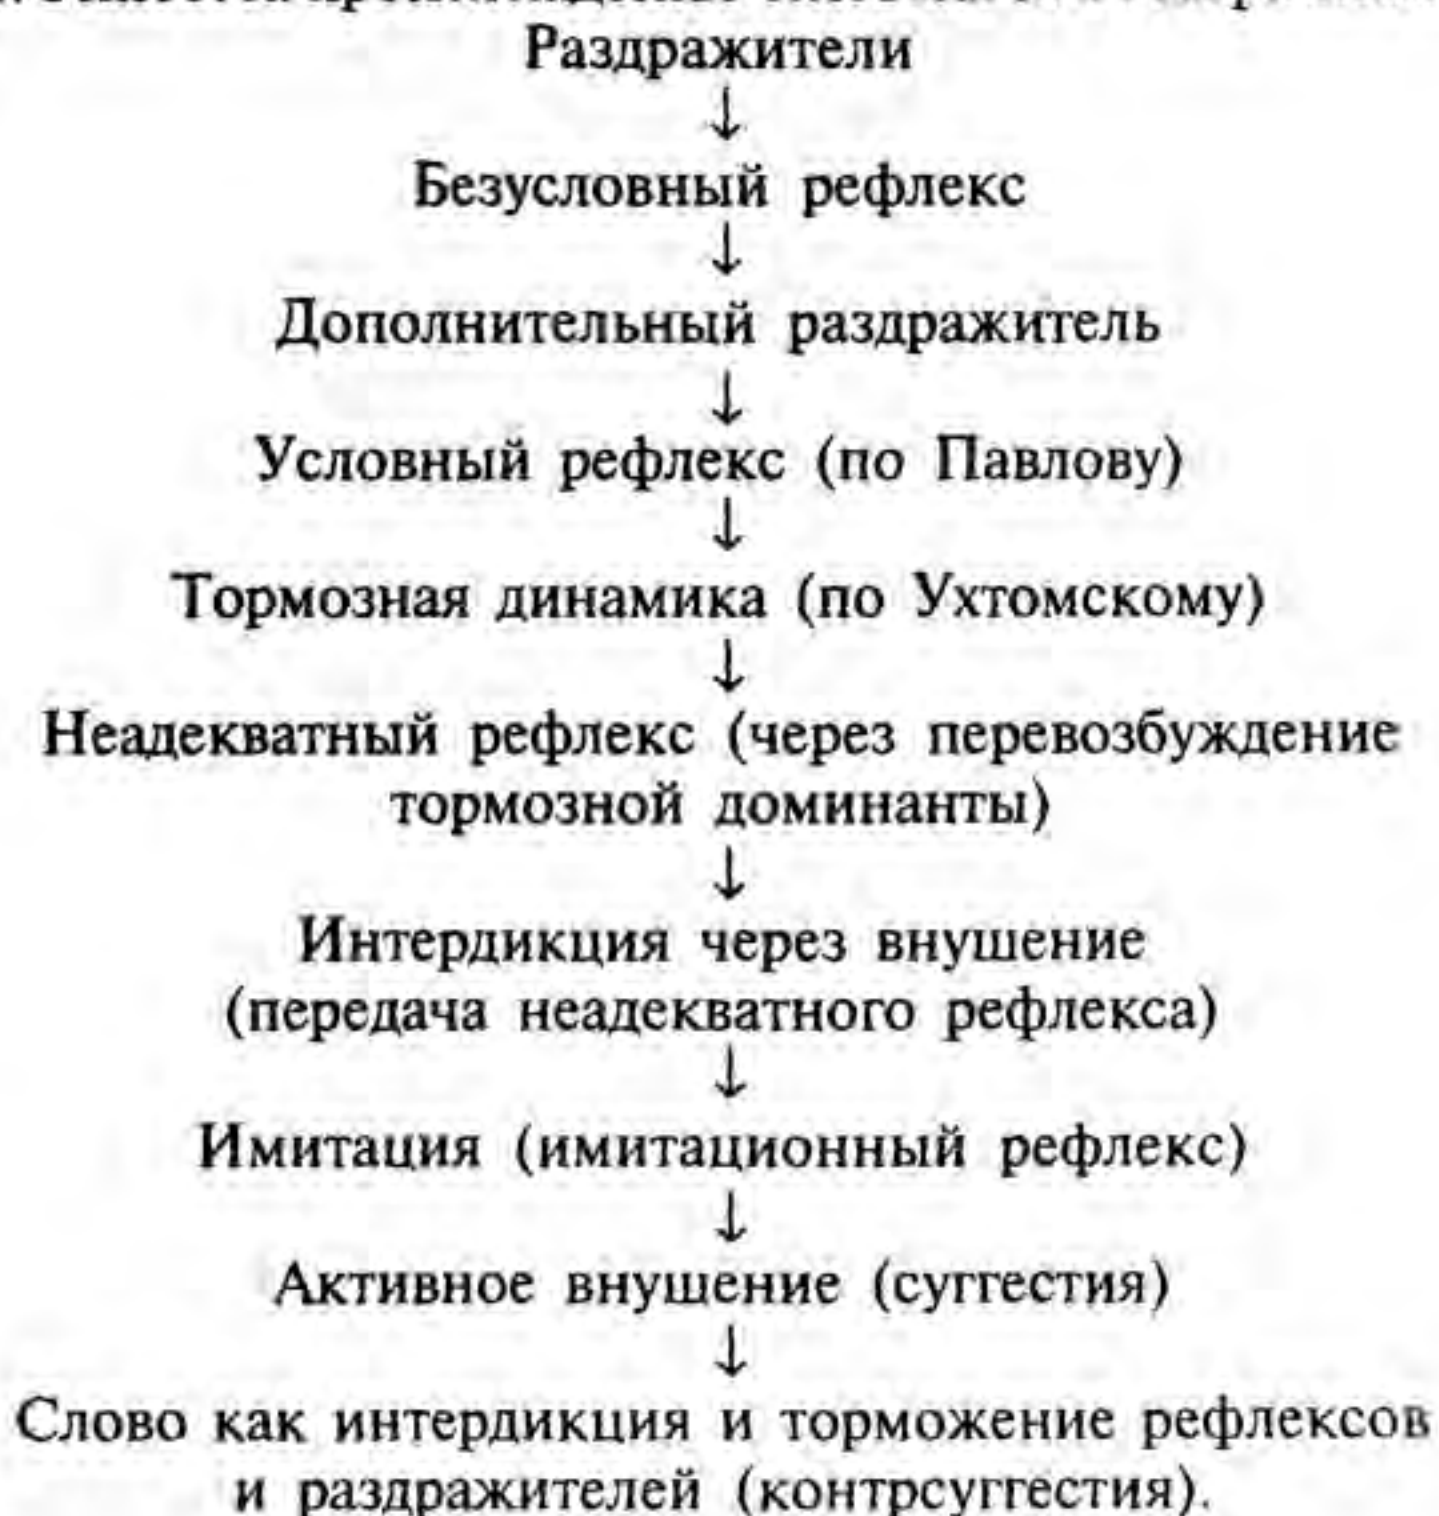 Раздражители
↓
Безусловный рефлекс
↓
Дополнительный раздражитель
↓
Условный рефлекс (по Павлову)
↓
Тормозная динамика (по Ухтомскому)
↓
Неадекватный рефлекс (через перевозбуждение
тормозной доминанты)
↓
Интердикция через внушение
(передача неадекватного рефлекса)
↓
Имитация (имитационный рефлекс)
↓
Активное внушение (суггестия)
↓
Слово как интердикция и торможение рефлексов
и раздражителей (контрсуггестия).